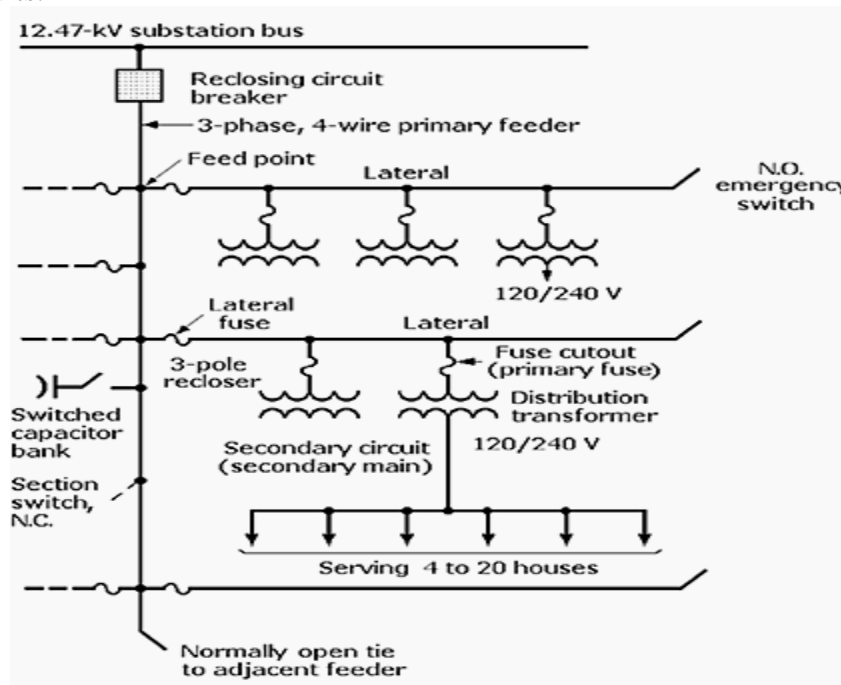 12.47-kV substation bus
Reclosing circuit
breaker
3-phase, 4-wire primary feeder
Feed point
Lateral
N.O.
emergency
switch
120/240 V
Lateral
fuse
Lateral
3-pole
recloser
Fuse cutout
(primary fuse)
Distribution
transformer
Switched
capacitor
bank
Secondary circuit
(secondary main)
120/240 V
Section
switch,
N.C.
Serving 4 to 20 houses
Normally open tie
to adjacent feeder